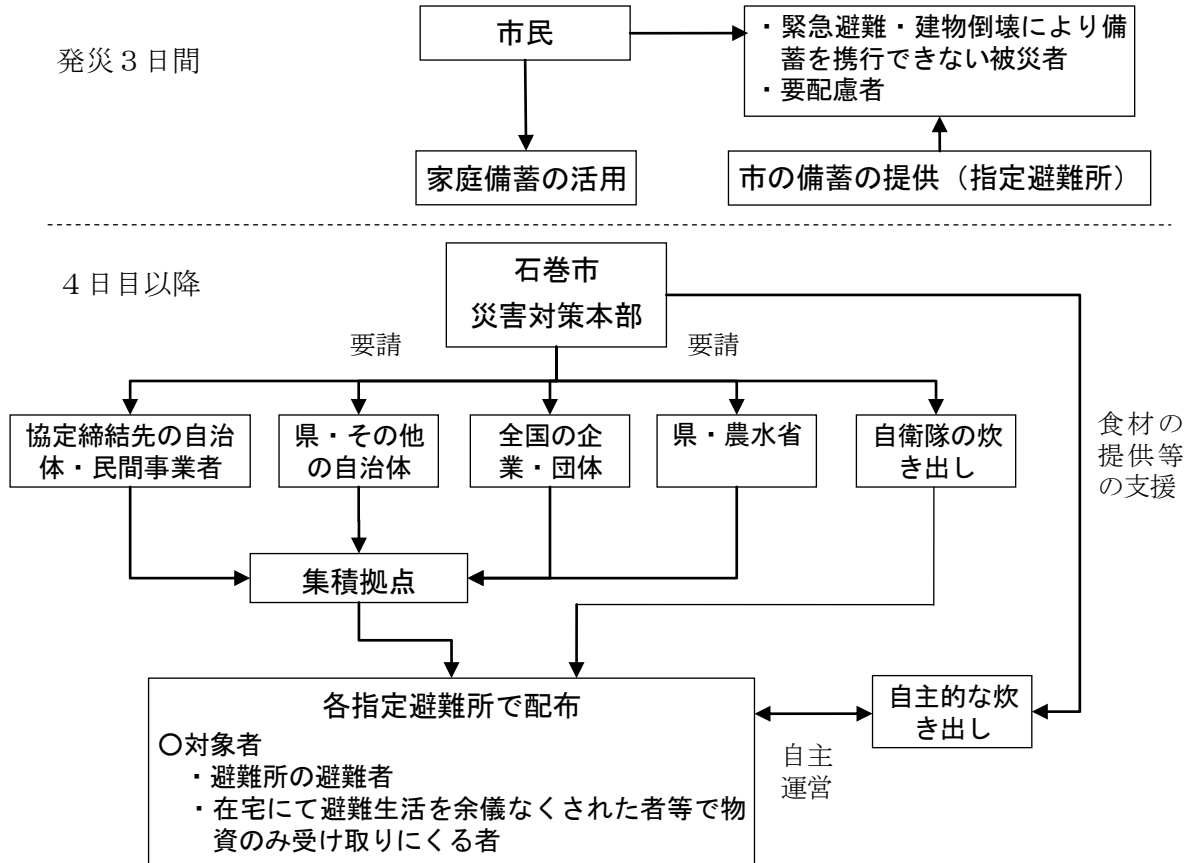 発災３日間
市民
・緊急避難・建物倒壊により備
蓄を携行できない被災者
・要配慮者
家庭備蓄の活用
市の備蓄の提供（指定避難所）
４日目以降
石巻市
災害対策本部
要請
要請
協定締結先の自治
体・民間事業者
県・その他
の自治体
全国の企
業・団体
県・農水省
自衛隊の炊
き出し
食材の
提供等
の支援
集積拠点
各指定避難所で配布
○対象者
・避難所の避難者
・在宅にて避難生活を余儀なくされた者等で物
資のみ受け取りにくる者
自主的な炊
き出し
自主
運営